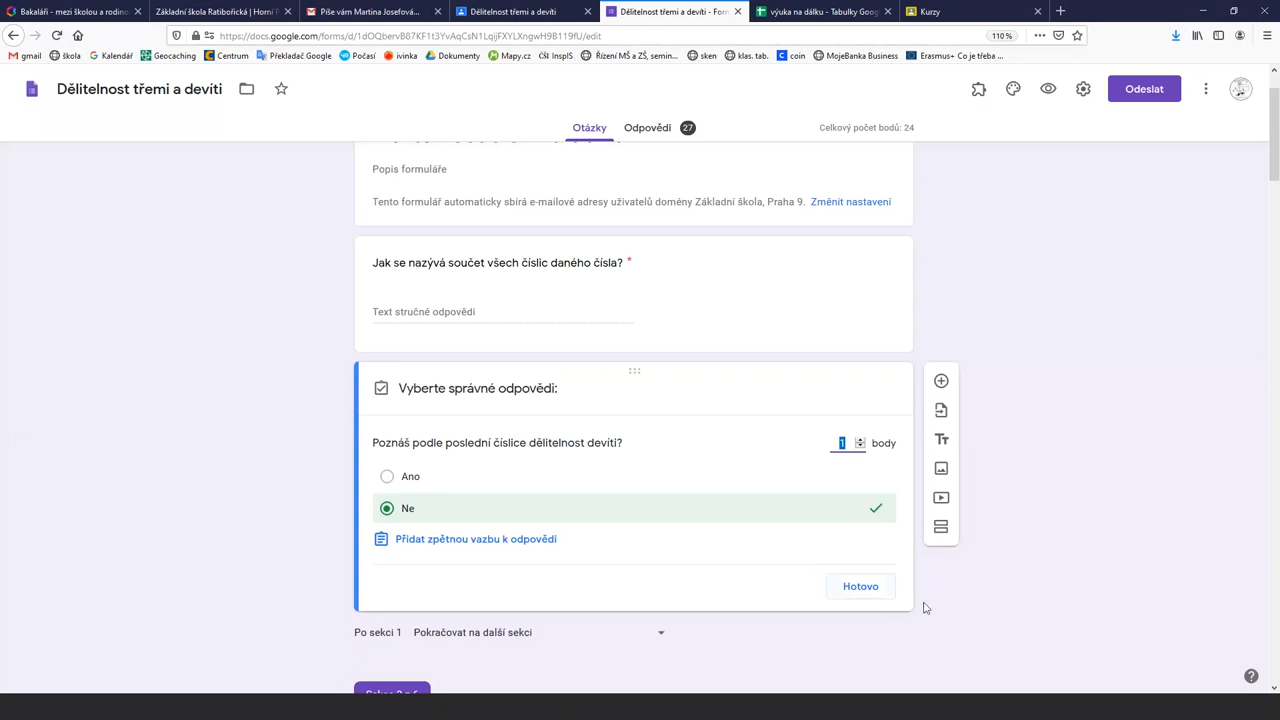 Bakaláři - mezi školou a rodino
Základní škola Ratibořická | Horní P
Píše vám Martina Josefová...
Dělitelnost třemi a devíti
Dělitelnost třemi a devíti - Form
výuka na dálku - Tabulky Goog
Kurzy
110 %
gmail
škola
Kalendář
Geocaching
Centrum
Překladač Google
Počasí
ivinka
Dokumenty
Mapy.cz
InspIS
Řízení MŠ a ZŠ, semin...
sken
klas. tab.
coin
MojeBanka Business
Erasmus+ Co je třeba ...
Dělitelnost třemi a devíti
Odeslat
Otázky
Odpovědi 27
Celkový počet bodů: 24
Popis formuláře
Tento formulář automaticky sbírá e-mailové adresy uživatelů domény Základní škola, Praha 9. Změnit nastavení
Jak se nazývá součet všech číslic daného čísla? *
Text stručné odpovědi
Vyberte správné odpovědi:
Poznáš podle poslední číslice dělitelnost devíti?
1 body
Ano
Ne
Přidat zpětnou vazbu k odpovědí
Hotovo
Po sekci 1 Pokračovat na další sekci